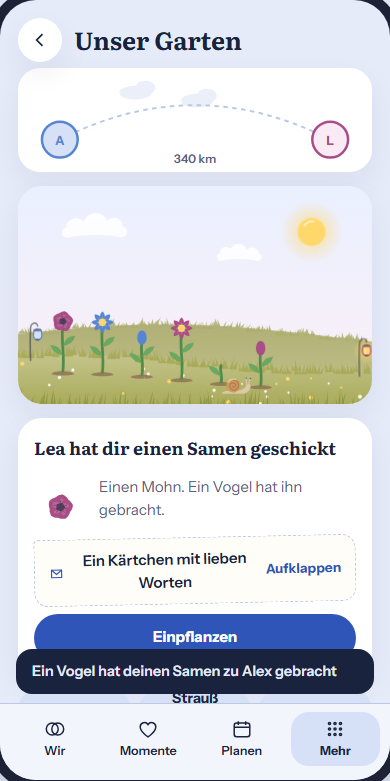 Unser Garten
A
L
340 km
Lea hat dir einen Samen geschickt
Einen Mohn. Ein Vogel hat ihn
gebracht.
Ein Kärtchen mit lieben
Worten
Aufklappen
Einpflanzen
Ein Vogel hat deinen Samen zu Alex gebracht
Strauß
Wir
Momente
Planen
Mehr